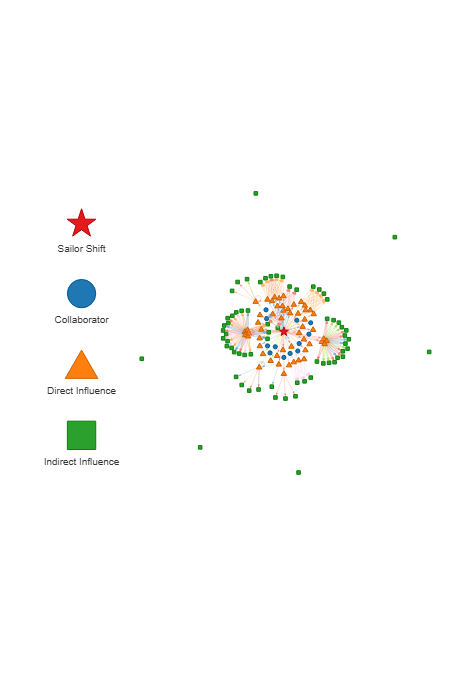 Sailor Shift
Collaborator
Direct Influence
Indirect Influence